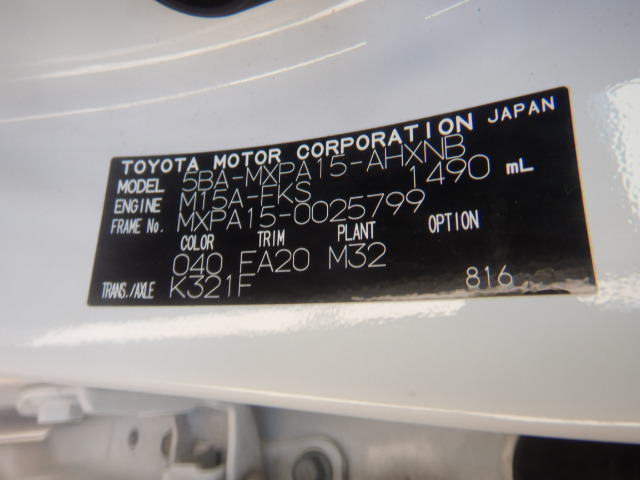 TOYOTA MOTOR CORPORATION JAPAN
MODEL 5BA-MXPA15-AHXNB
ENGINE M15A-FKS 1490 mL
FRAME No. MXPA15-0025799
COLOR TRIM PLANT OPTION
040 EA20 M32
TRANS./AXLE K321F 816